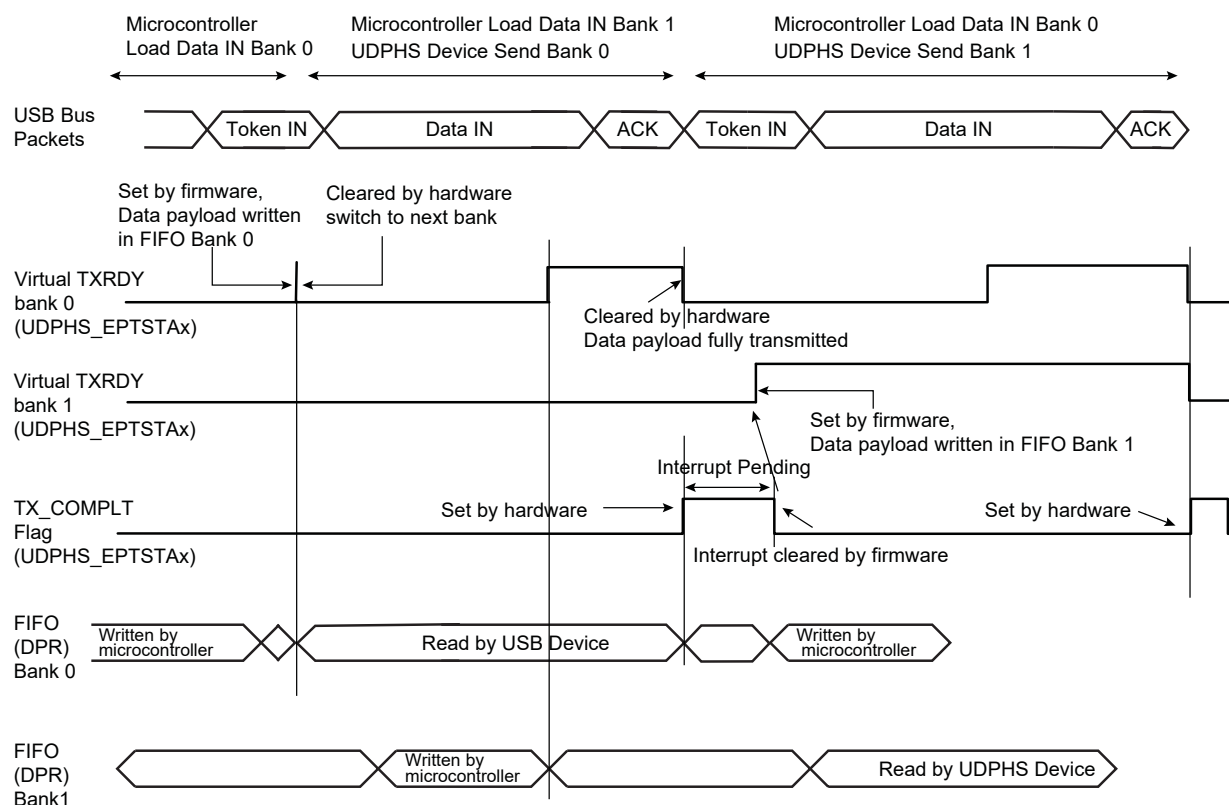 Microcontroller
Load Data IN Bank 0
Microcontroller Load Data IN Bank 1
UDPHS Device Send Bank 0
Microcontroller Load Data IN Bank 0
UDPHS Device Send Bank 1
USB Bus
Packets
Token IN
Data IN
ACK
Token IN
Data IN
ACK
Set by firmware,
Data payload written
in FIFO Bank 0
Cleared by hardware
switch to next bank
Virtual TXRDY
bank 0
(UDPHS_EPTSTAx)
Cleared by hardware
Data payload fully transmitted
Virtual TXRDY
bank 1
(UDPHS_EPTSTAx)
Set by firmware,
Data payload written in FIFO Bank 1
Interrupt Pending
TX_COMPLT
Flag
(UDPHS_EPTSTAx)
Set by hardware
Set by hardware
Interrupt cleared by firmware
FIFO
(DPR)
Bank 0
Written by
microcontroller
Read by USB Device
Written by
microcontroller
FIFO
(DPR)
Bank1
Written by
microcontroller
Read by UDPHS Device